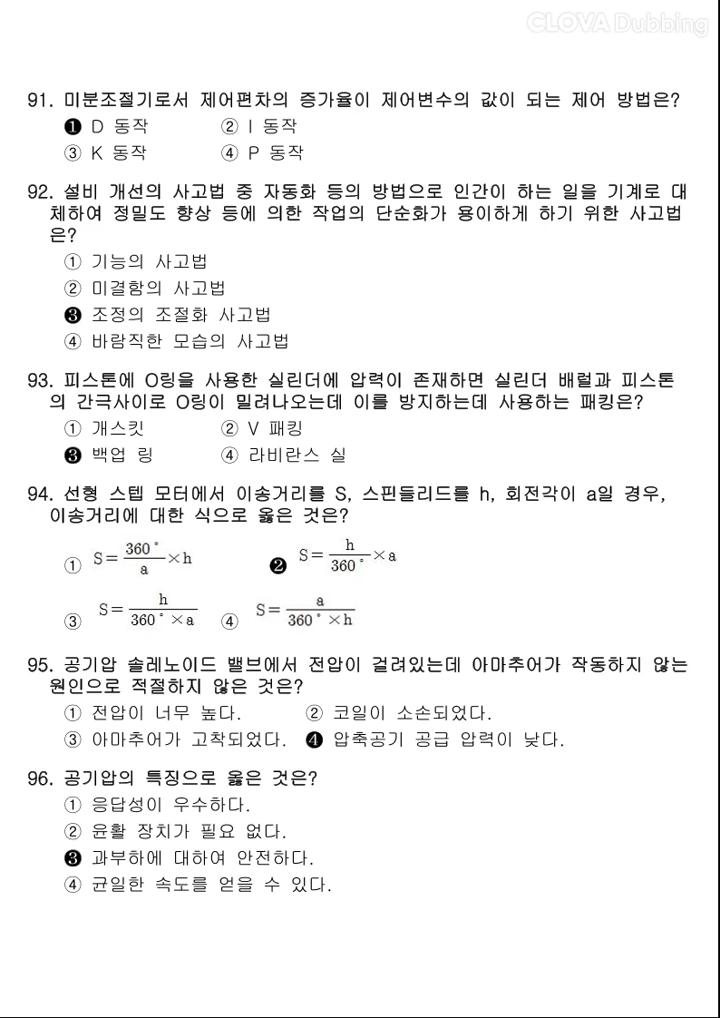 CLOVA Dubbing
91. 미분조절기로서 제어편차의 증가율이 제어변수의 값이 되는 제어 방법은?
❶ D 동작 ② I 동작
③ K 동작 ④ P 동작
92. 설비 개선의 사고법 중 자동화 등의 방법으로 인간이 하는 일을 기계로 대
체하여 정밀도 향상 등에 의한 작업의 단순화가 용이하게 하기 위한 사고법
은?
① 기능의 사고법
② 미결함의 사고법
❸ 조정의 조절화 사고법
④ 바람직한 모습의 사고법
93. 피스톤에 O링을 사용한 실린더에 압력이 존재하면 실린더 배럴과 피스톤
의 간극사이로 O링이 밀려나오는데 이를 방지하는데 사용하는 패킹은?
① 개스킷 ② V 패킹
❸ 백업 링 ④ 라비란스 실
94. 선형 스텝 모터에서 이송거리를 S, 스핀들리드를 h, 회전각이 a일 경우,
이송거리에 대한 식으로 옳은 것은?
① S=360°/a×h ❷ S=h/360°×a
③ S=h/360°×a ④ S=a/360°×h
95. 공기압 솔레노이드 밸브에서 전압이 걸려있는데 아마추어가 작동하지 않는
원인으로 적절하지 않은 것은?
① 전압이 너무 높다. ② 코일이 소손되었다.
③ 아마추어가 고착되었다. ❹ 압축공기 공급 압력이 낮다.
96. 공기압의 특징으로 옳은 것은?
① 응답성이 우수하다.
② 윤활 장치가 필요 없다.
❸ 과부하에 대하여 안전하다.
④ 균일한 속도를 얻을 수 있다.